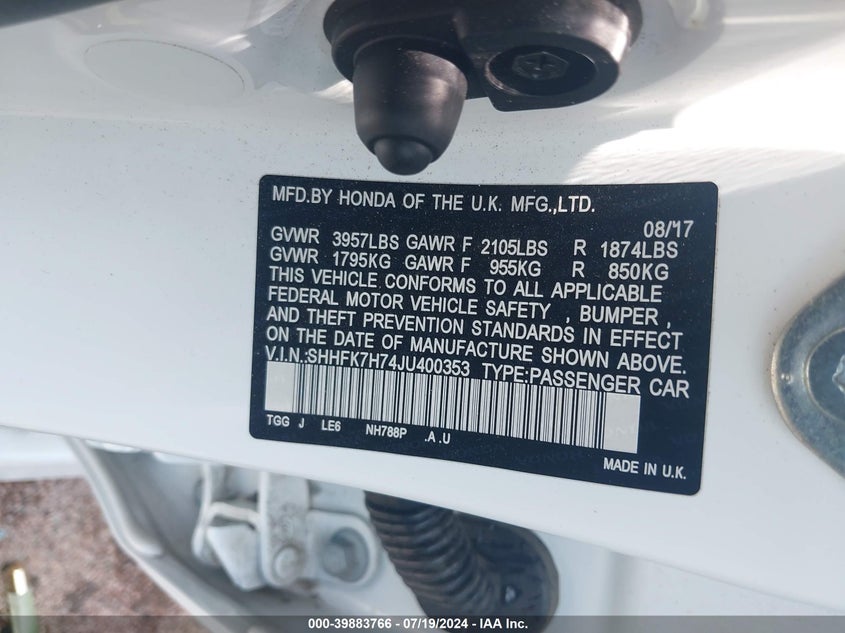 MFD.BY HONDA OF THE U.K. MFG.,LTD.
08/17
GVWR 3957LBS GAWR F 2105LBS R 1874LBS
GVWR 1795KG GAWR F 955KG R 850KG
THIS VEHICLE CONFORMS TO ALL APPLICABLE
FEDERAL MOTOR VEHICLE SAFETY , BUMPER ,
AND THEFT PREVENTION STANDARDS IN EFFECT
ON THE DATE OF MANUFACTURE SHOWN ABOVE.
V.I.N.:SHHFK7H74JU400353 TYPE:PASSENGER CAR
TGG J LE6 NH788P .A .U
MADE IN U.K.
000-39883766 - 07/19/2024 - IAA, Inc.